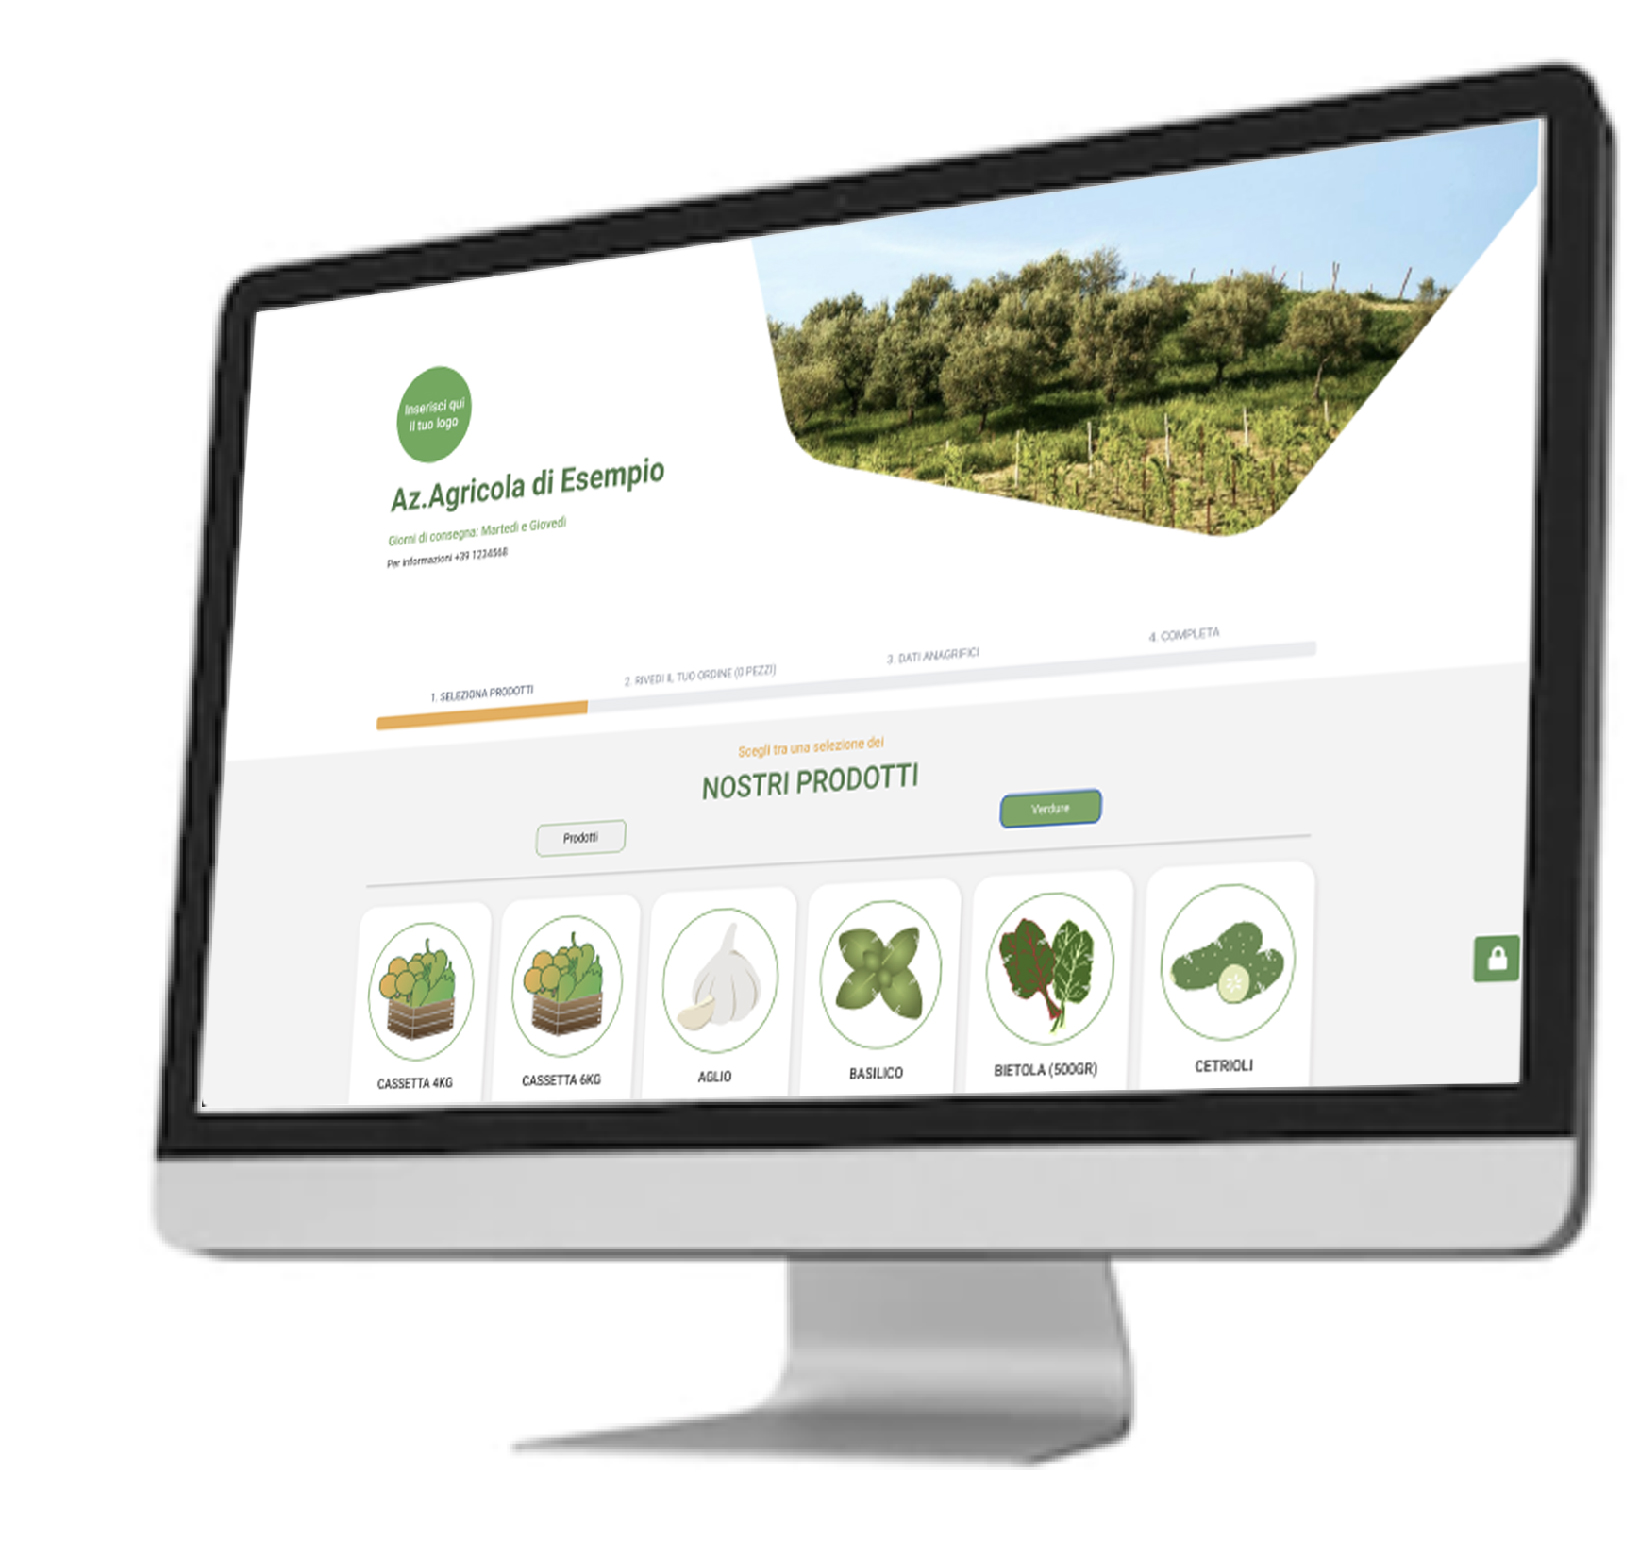 Inserisci qui
il tuo logo
Az.Agricola di Esempio
Giorni di consegna: Martedì e Giovedì
Per informazioni +39 1234568
1. SELEZIONA PRODOTTI
2. RIVEDI IL TUO ORDINE (0 PEZZI)
3. DATI ANAGRIFICI
4. COMPLETA
Scegli tra una selezione dei
NOSTRI PRODOTTI
Prodotti
Verdure
CASSETTA 4KG
CASSETTA 6KG
AGLIO
BASILICO
BIETOLA (500GR)
CETRIOLI